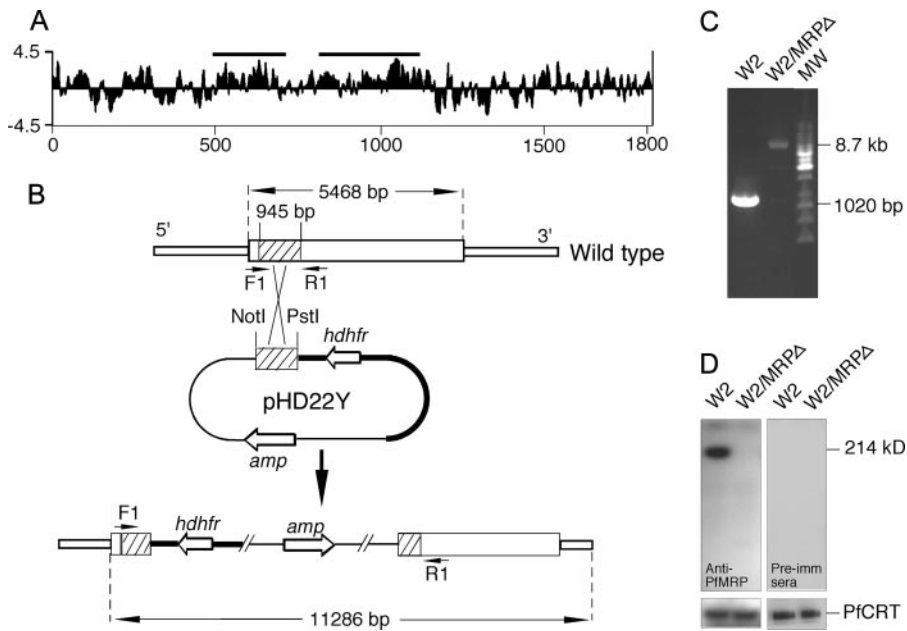 A
4.5
-4.5
0 500 1000 1500 1800
B
5468 bp
945 bp
5'
3'
Wild type
F1
R1
NotI
PstI
hdhfr
pHD22Y
amp
F1
hdhfr
amp
R1
11286 bp
C
W2
W2/MRPΔ
MW
8.7 kb
1020 bp
D
W2
W2/MRPΔ
W2
W2/MRPΔ
214 kD
Anti-
PfMRP
Pre-imm
sera
PfCRT